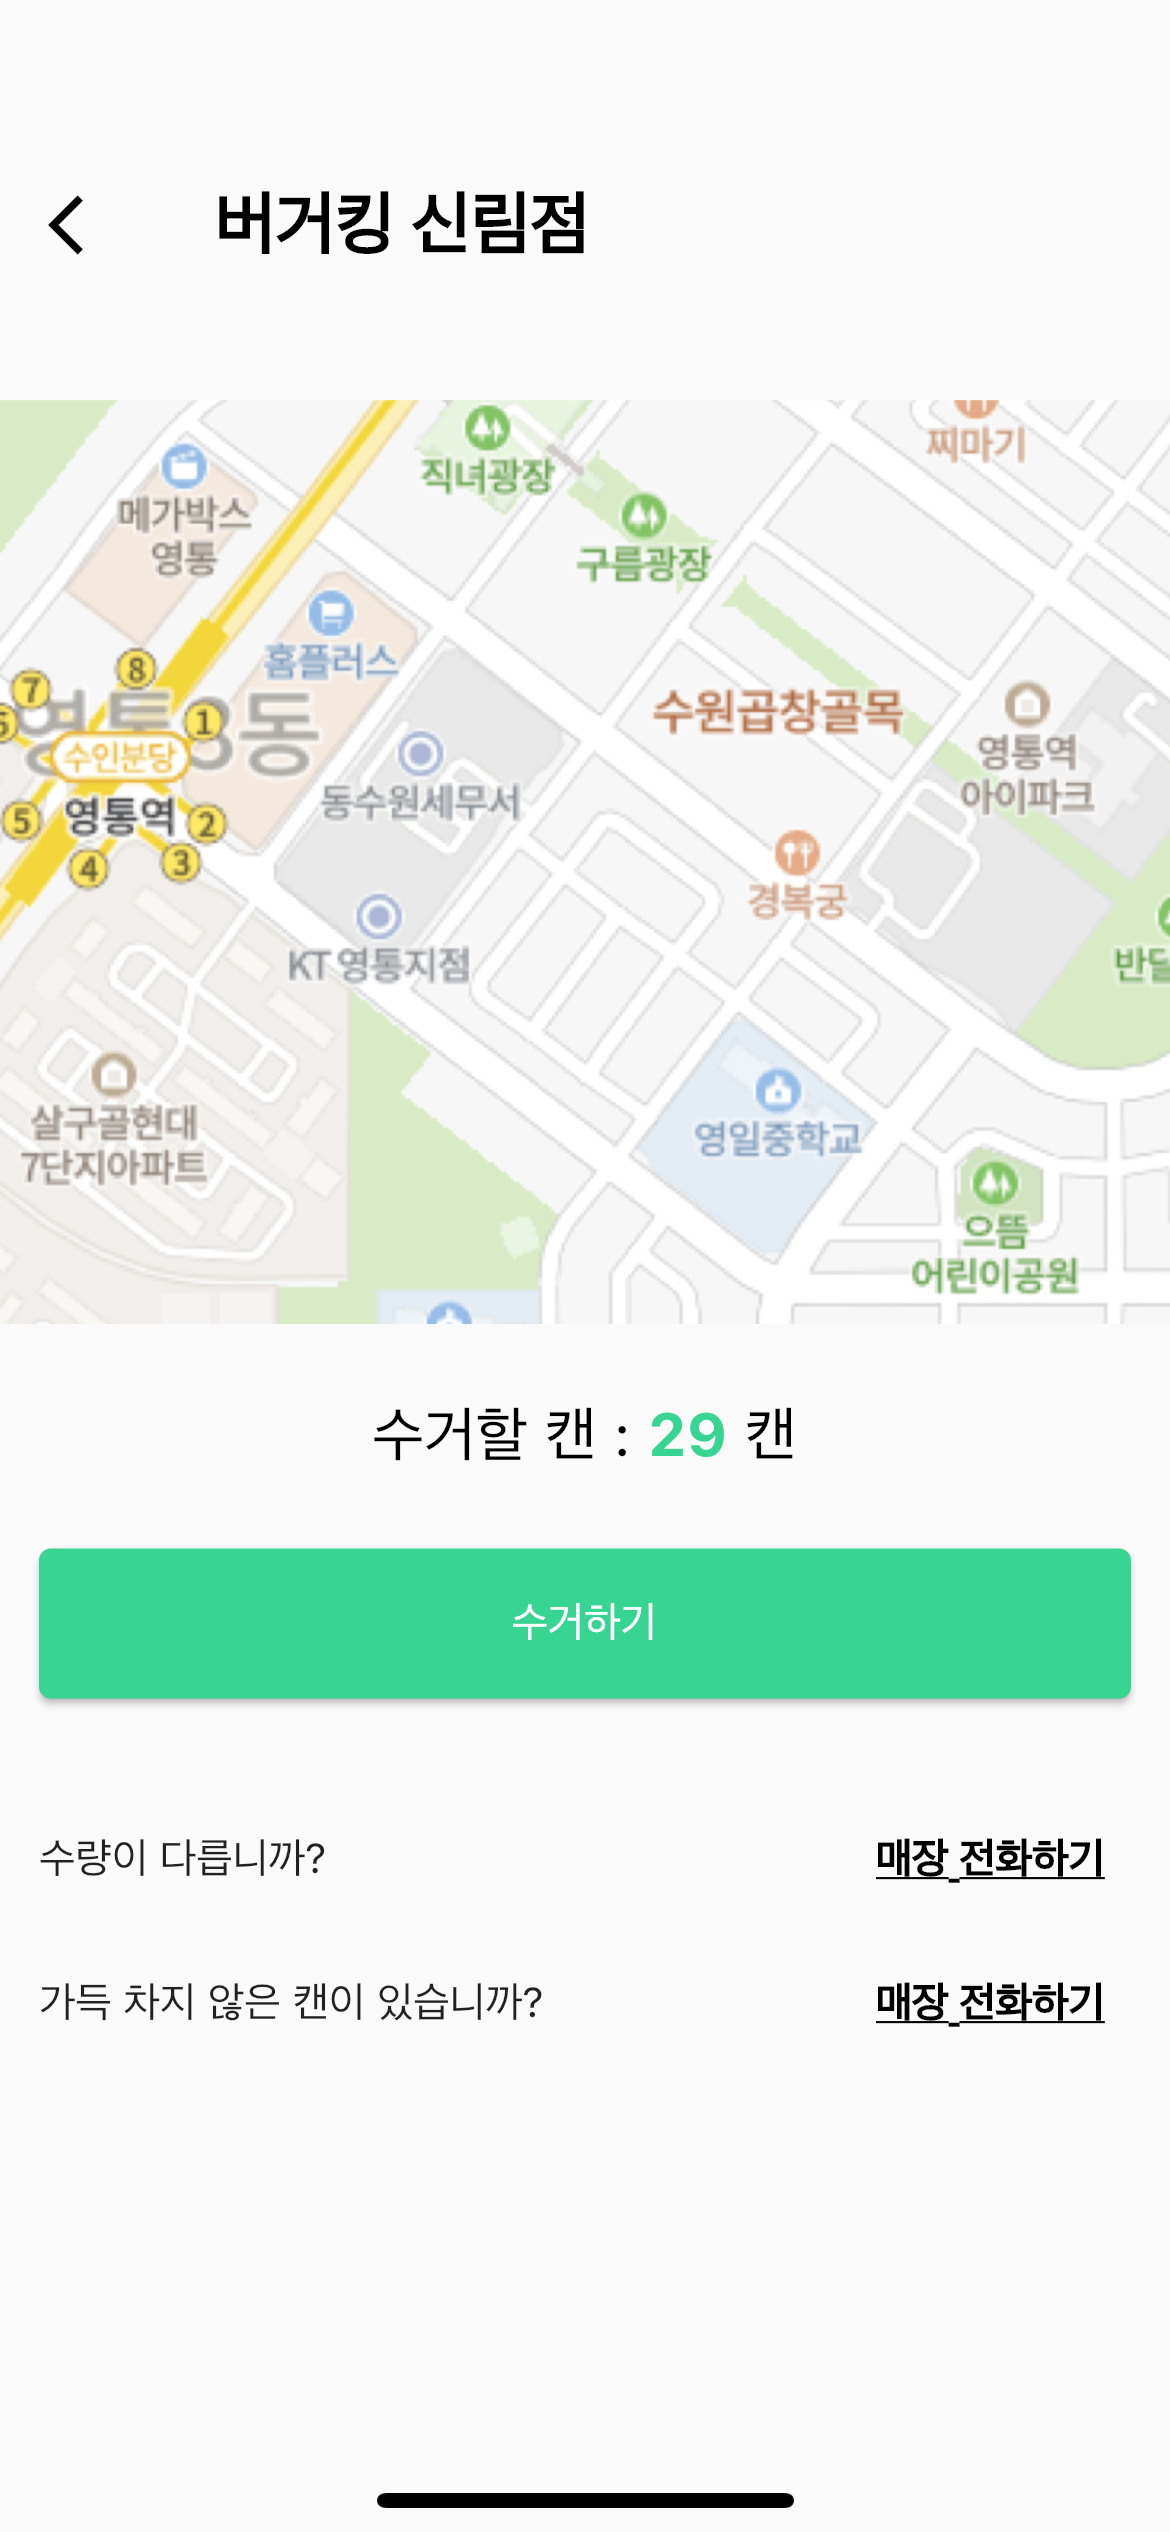 버거킹 신림점
찌마기
직녀광장
메가박스
영통
구름광장
홈플러스
8
7
1
영통3동
수인분당
수원곱창골목
영통역
아이파크
5
영통역
2
동수원세무서
4
3
경복궁
KT 영통지점
반달
살구골현대
7단지아파트
영일중학교
으뜸
어린이공원
수거할 캔 : 29 캔
수거하기
수량이 다릅니까?
매장 전화하기
가득 차지 않은 캔이 있습니까?
매장 전화하기